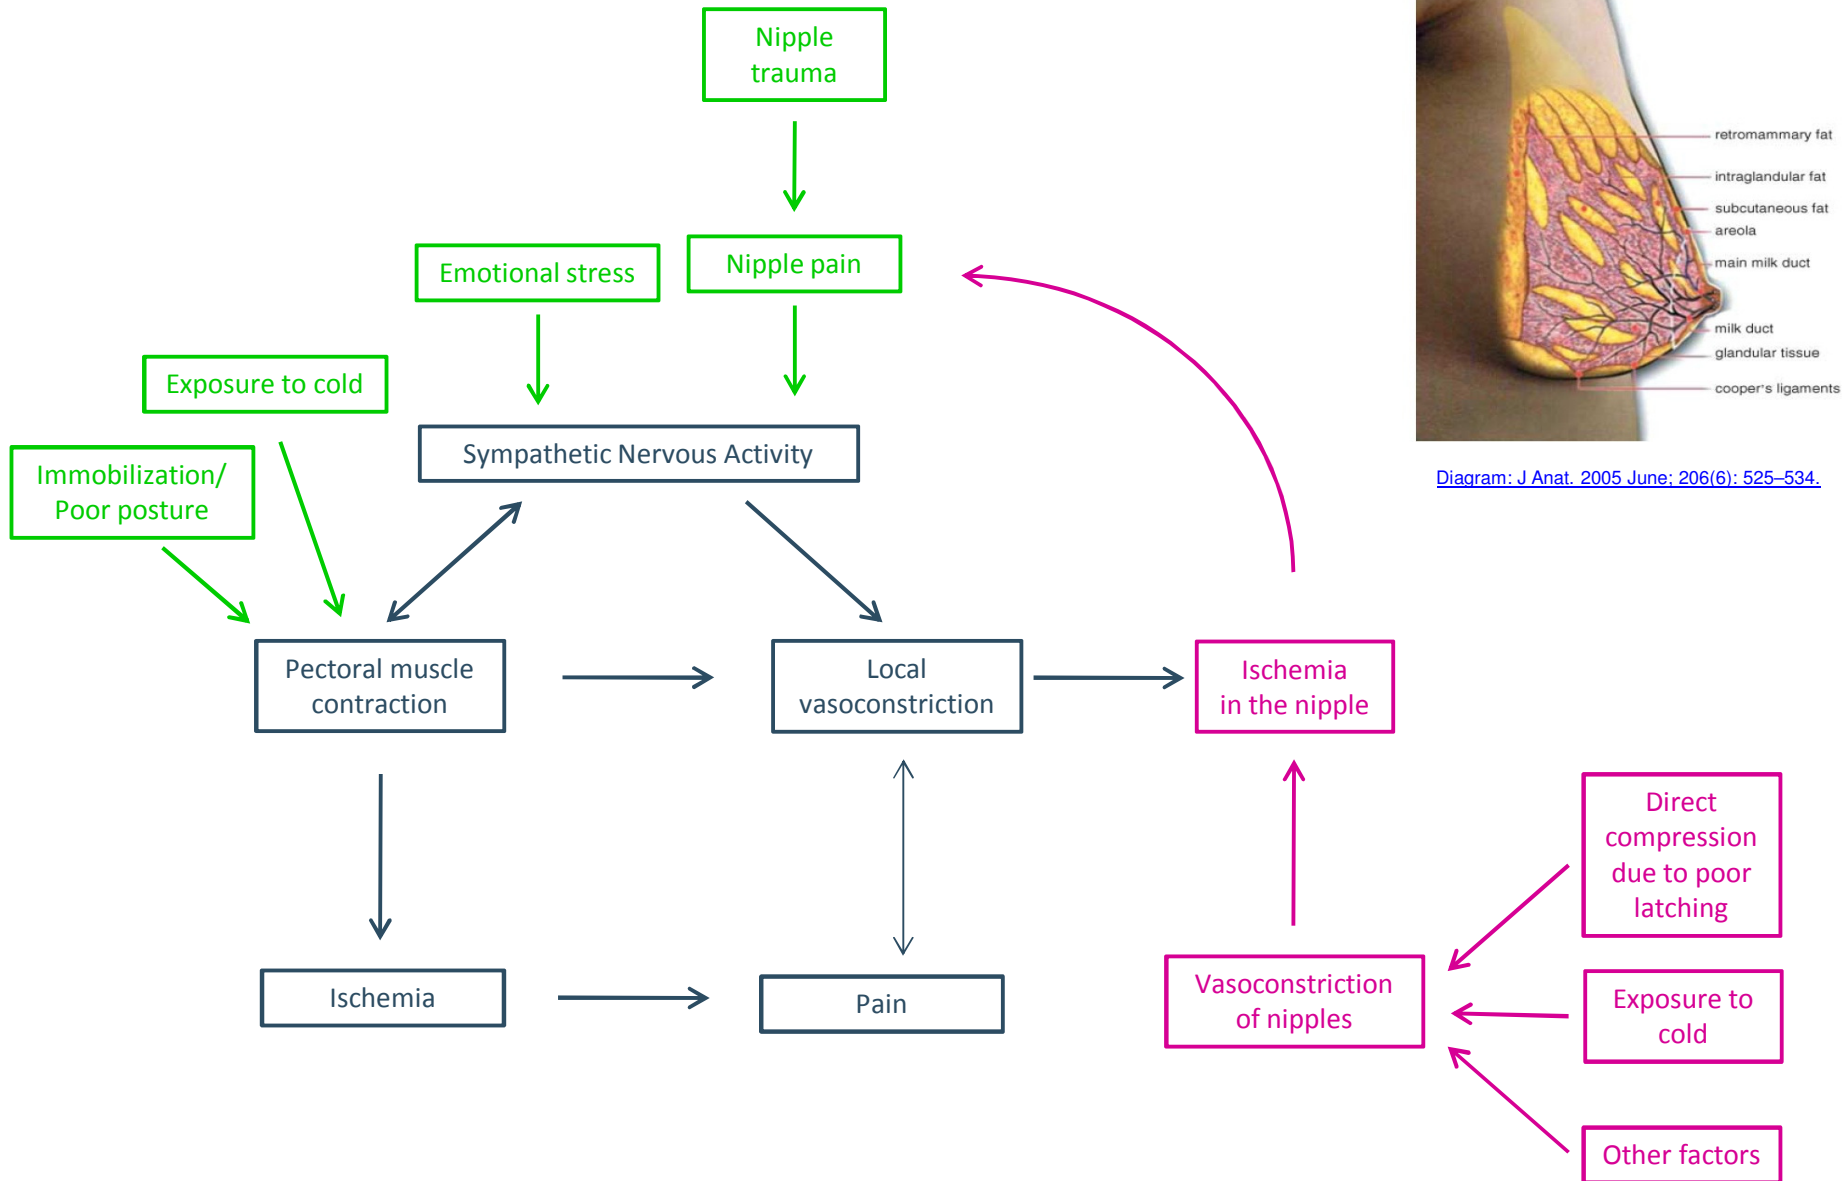 Nipple
trauma
Emotional stress
Nipple pain
Exposure to cold
Sympathetic Nervous Activity
Immobilization/
Poor posture
Pectoral muscle
contraction
Local
vasoconstriction
Ischemia
in the nipple
Ischemia
Pain
Vasoconstriction
of nipples
Direct
compression
due to poor
latching
Exposure to
cold
Other factors
retromammary fat
intraglandular fat
subcutaneous fat
areola
main milk duct
milk duct
glandular tissue
cooper's ligaments
Diagram: J Anat. 2005 June; 206(6): 525–534.